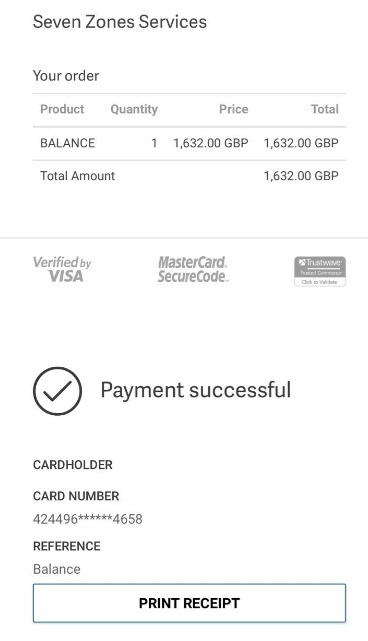 Seven Zones Services
Your order
Product Quantity Price Total
BALANCE 1 1,632.00 GBP 1,632.00 GBP
Total Amount 1,632.00 GBP
Verified by VISA MasterCard. SecureCode. Trustwave Trusted Commerce Click to Validate
Payment successful
CARDHOLDER
CARD NUMBER
424496******4658
REFERENCE
Balance
PRINT RECEIPT